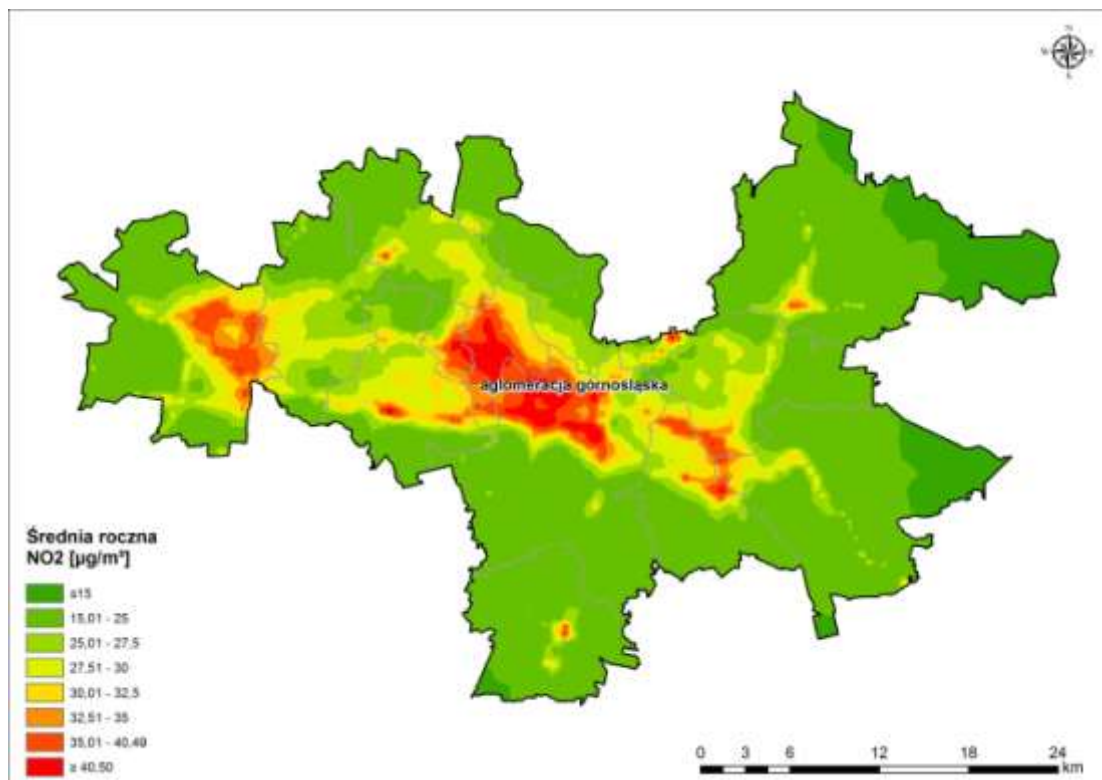 N
W E
aglomeracja górnośląska
Średnia roczna
NO2 [µg/m³]
≤15
15,01 - 25
25,01 - 27,5
27,51 - 30
30,01 - 32,5
32,51 - 35
35,01 - 40,49
≥ 40,50
0 3 6 12 18 24
km